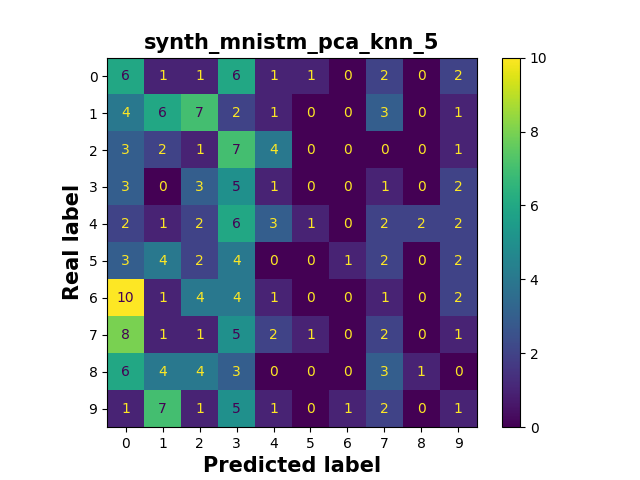 synth_mnistm_pca_knn_5
0 6 1 1 6 1 1 0 2 0 2
1 4 6 7 2 1 0 0 3 0 1
2 3 2 1 7 4 0 0 0 0 1
3 3 0 3 5 1 0 0 1 0 2
4 2 1 2 6 3 1 0 2 2 2
5 3 4 2 4 0 0 1 2 0 2
6 10 1 4 4 1 0 0 1 0 2
7 8 1 1 5 2 1 0 2 0 1
8 6 4 4 3 0 0 0 3 1 0
9 1 7 1 5 1 0 1 2 0 1
0 1 2 3 4 5 6 7 8 9
Predicted label
Real label
10
8
6
4
2
0